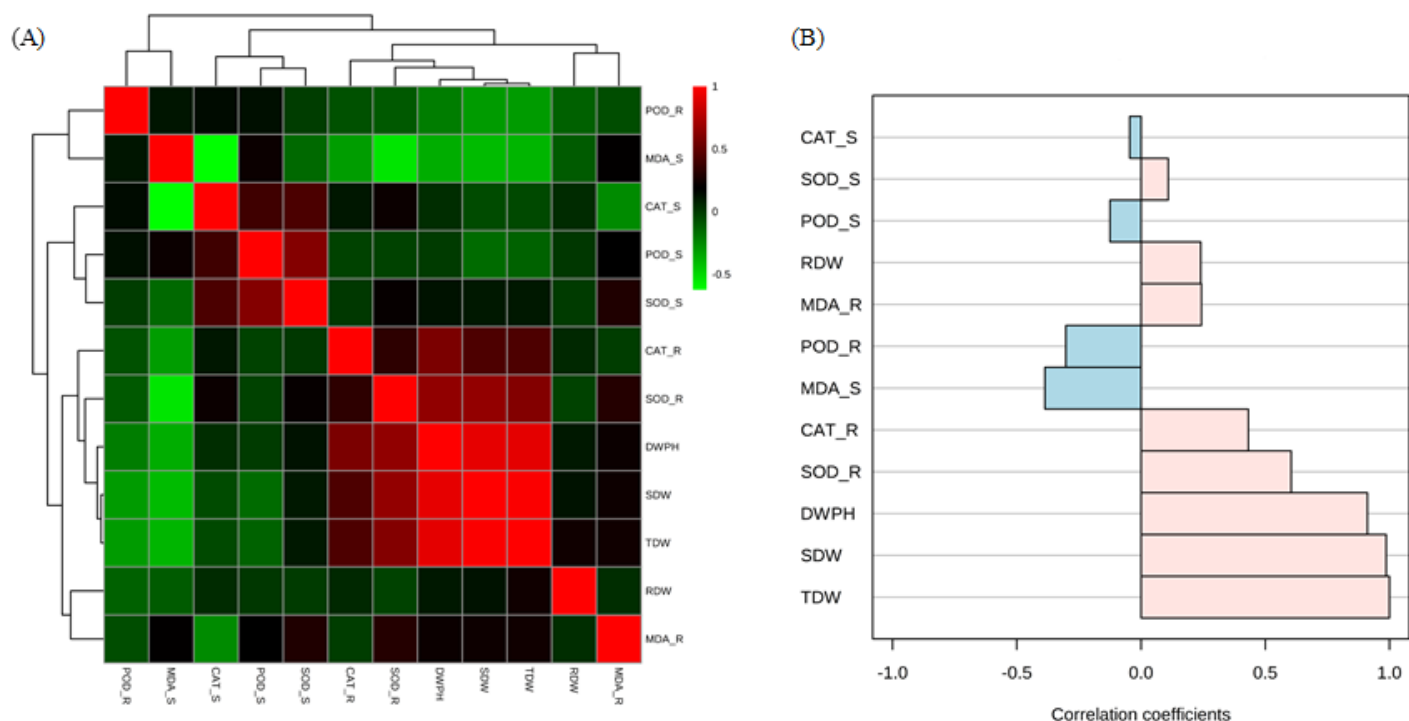 (A)
(B)
1
0.5
0
-0.5
POD_R
MDA_S
CAT_S
POD_S
SOD_S
CAT_R
SOD_R
DWPH
SDW
TDW
RDW
MDA_R
POD_R
MDA_S
CAT_S
POD_S
SOD_S
CAT_R
SOD_R
DWPH
SDW
TDW
RDW
MDA_R
CAT_S
SOD_S
POD_S
RDW
MDA_R
POD_R
MDA_S
CAT_R
SOD_R
DWPH
SDW
TDW
-1.0 -0.5 0.0 0.5 1.0
Correlation coefficients